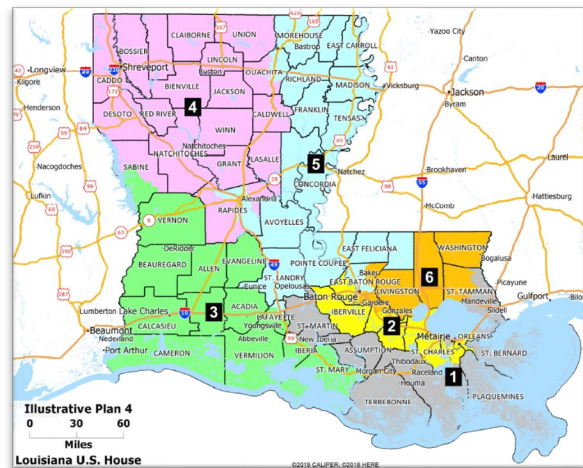 Yazoo City
MOREHOUSE
CLAIBORNE
UNION
Bastrop
EAST CARROLL
BOSSIER
LINCOLN
Canton
Longview
Shreveport
Ruston
OUACHITA
RICHLAND
CADDO
MADISON
Vicksburg
Jackson
Kilgore
BIENVILLE
Byram
JACKSON
Henderson
FRANKLIN
DESOTO
RED RIVER
4
CALDWELL
TENSAS
WINN
Natchitoches
Laurel
NATCHITOCHES
Brookhaven
Nacogdoches
SABINE
GRANT
LASALLE
5
Natchez
CONCORDIA
Hattiesburg
Lufkin
Alexandria
McComb
RAPIDES
VERNON
AVOYELLES
DeRidder
EAST FELICIANA
WASHINGTON
EVANGELINE
BEAUREGARD
ALLEN
POINTE COUPEE
Bogalusa
ST. LANDRY
Baker
6
Eunice
Opelousas
EAST BATON ROUGE
LIVINGSTON
ST. TAMMANY
Picayune
Gulfport
Lumberton
Lake Charles
Baton Rouge
Mandeville
Slidell
ACADIA
IBERVILLE
Gardere
Gonzales
Beaumont
CALCASIEU
3
LAFAYETTE
2
Nederland
Youngsville
ST. MARTIN
Métairie
ORLEANS
Port Arthur
Abbeville
New Iberia
ASSUMPTION
ST. CHARLES
ST. BERNARD
CAMERON
VERMILION
IBERIA
Thibodaux
ST. MARY
Morgan City
Raceland
1
Houma
PLAQUEMINES
TERREBONNE
Illustrative Plan 4
0 30 60
Miles
Louisiana U.S. House
©2019 CALIPER; ©2018 HERE